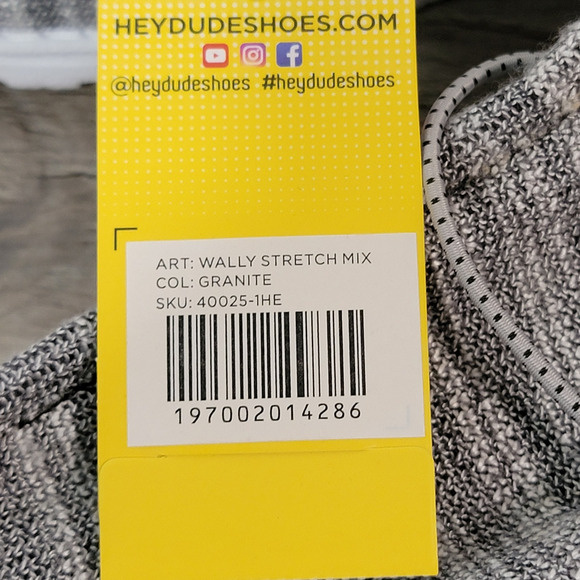 HEYDUDESHOES.COM
@heydudeshoes #heydudeshoes
ART: WALLY STRETCH MIX
COL: GRANITE
SKU: 40025-1HE
197002014286